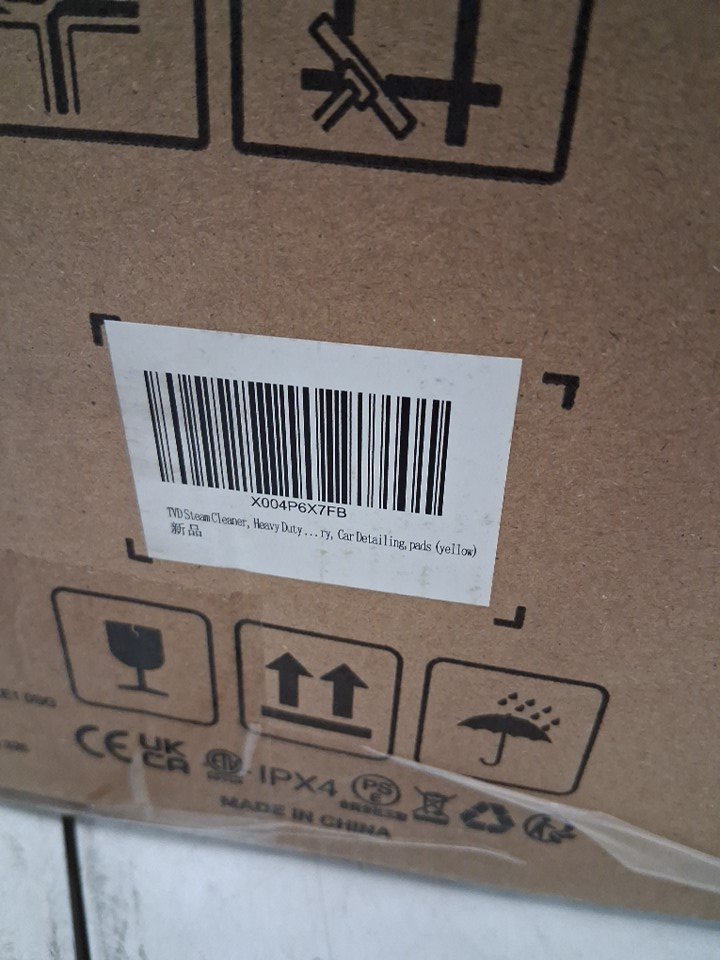 X004P6X7FB
TVD Steam Cleaner, Heavy Duty ... ry, Car Detailing, pads (yellow)
新品
CE UK CA IPX4 PS E
MADE IN CHINA